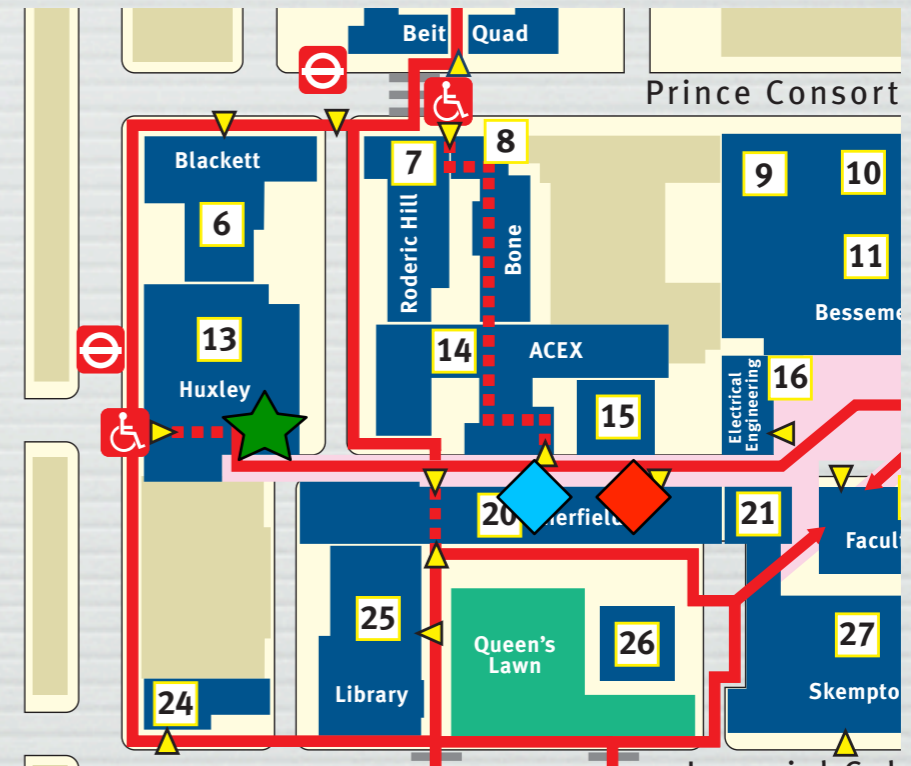 Beit Quad
Prince Consort
Blackett
6
7
8
9
10
11
Besseme
Roderic Hill
Bone
13
Huxley
14
ACEX
15
16
Electrical
Engineering
20
erfield
21
Facul
25
Library
Queen's
Lawn
26
27
Skempto
24